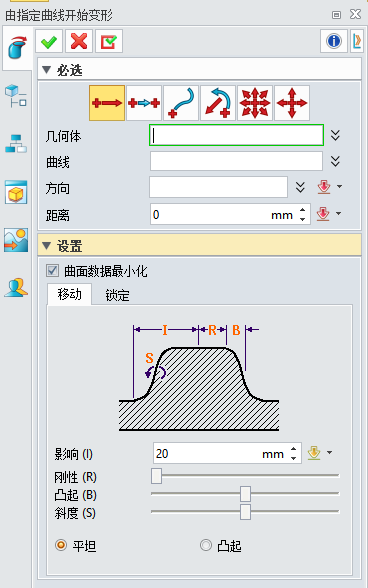 由指定曲线开始变形
必选
几何体
曲线
方向
距离 0 mm
设置
曲面数据最小化
移动 锁定
I R B
S
影响 (I) 20 mm
刚性 (R)
凸起 (B)
斜度 (S)
平坦 凸起